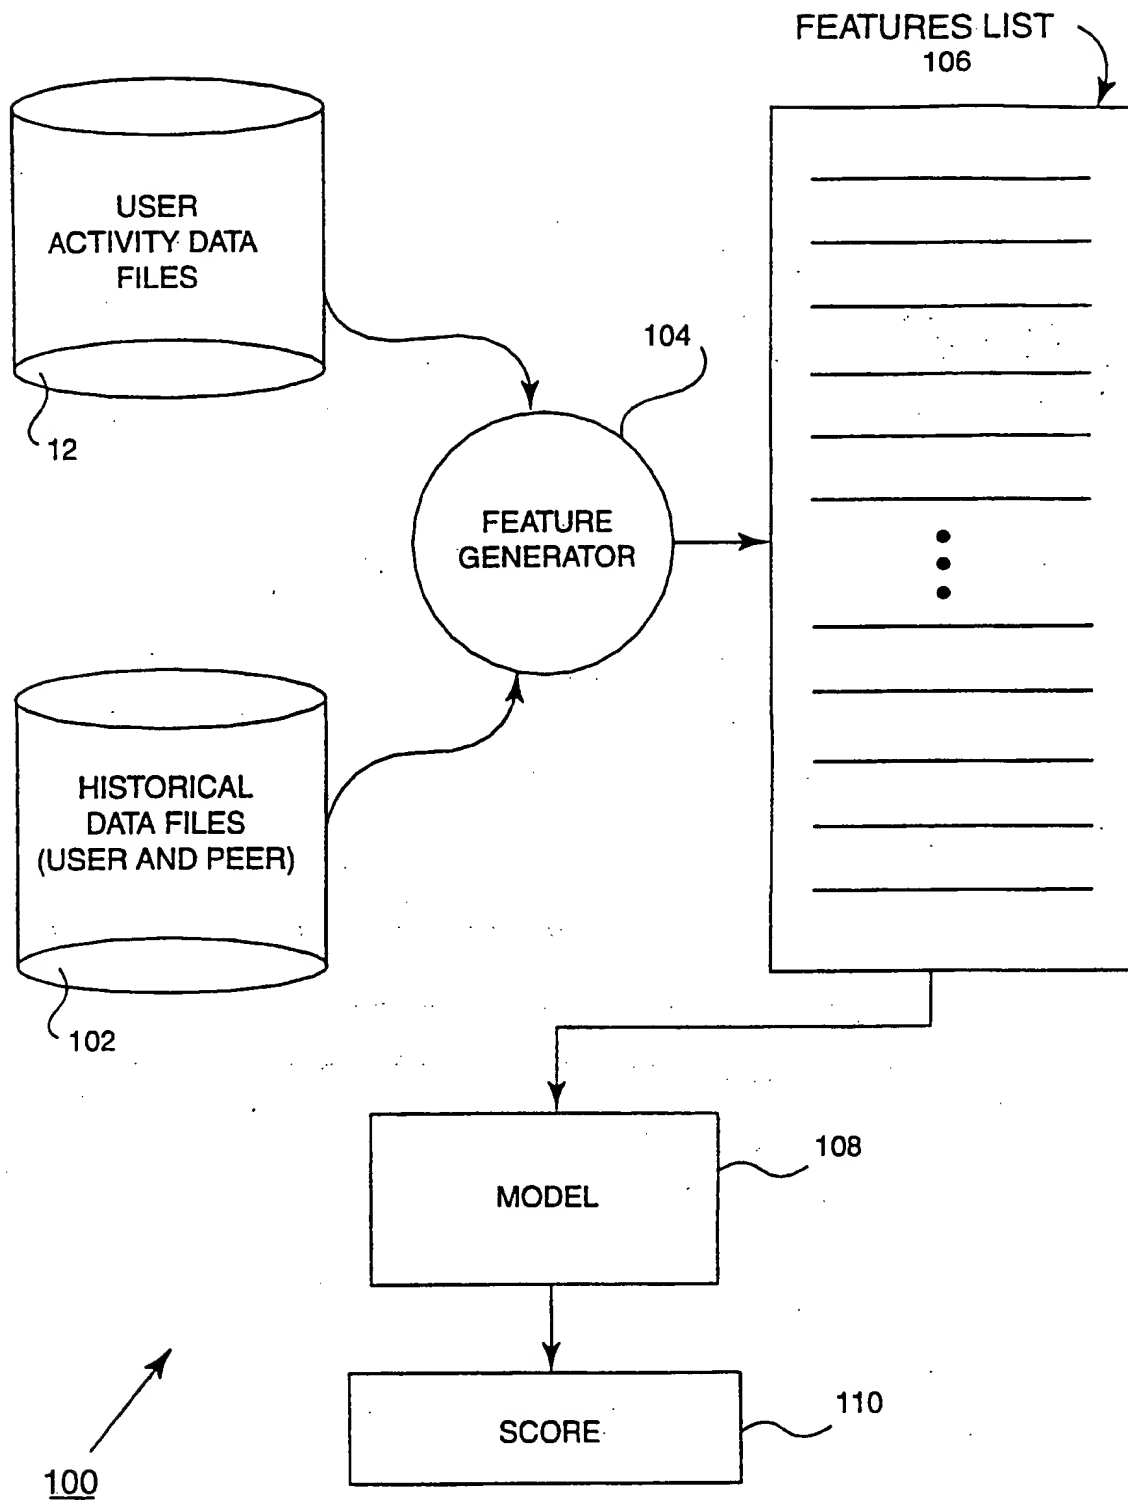 FEATURES LIST
106
USER
ACTIVITY DATA
FILES
12
104
FEATURE
GENERATOR
HISTORICAL
DATA FILES
(USER AND PEER)
102
MODEL
108
SCORE
110
100